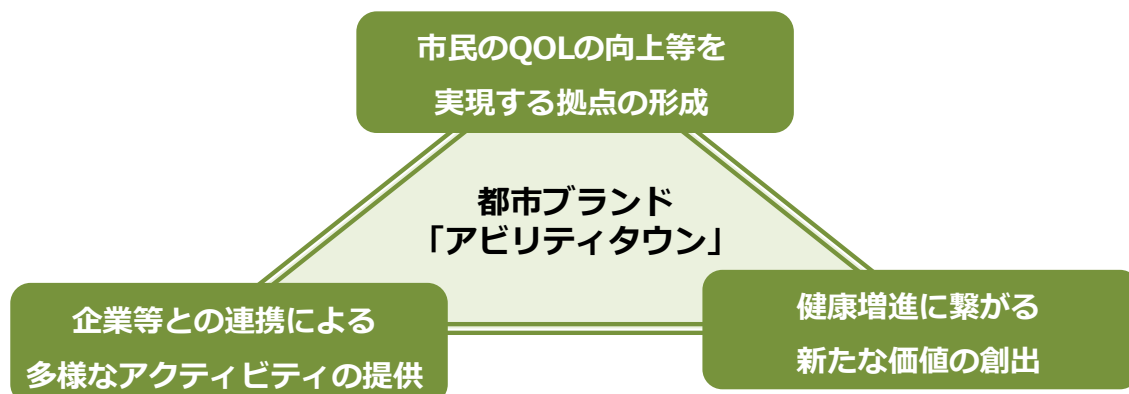 市民のQOLの向上等を
実現する拠点の形成
都市ブランド
「アビリティタウン」
企業等との連携による
多様なアクティビティの提供
健康増進に繋がる
新たな価値の創出